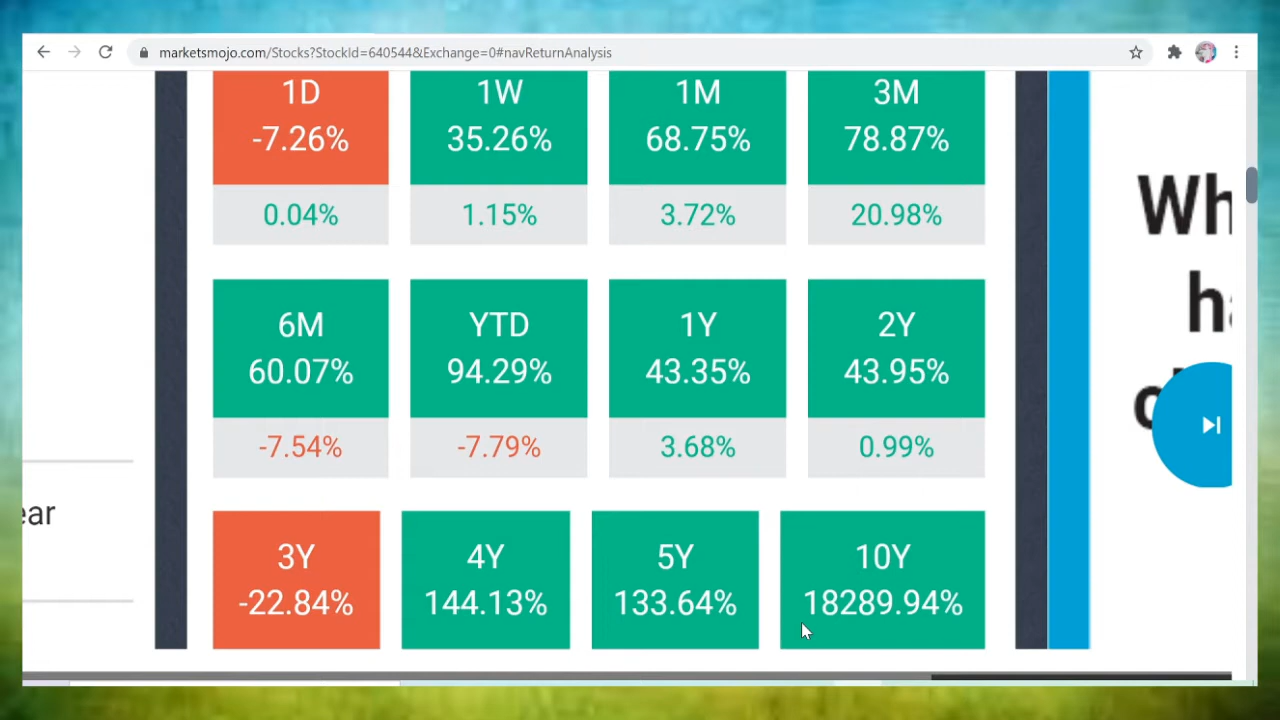 marketsmojo.com/Stocks?StockId=640544&Exchange=0#navReturnAnalysis
1D 1W 1M 3M
-7.26% 35.26% 68.75% 78.87%
0.04% 1.15% 3.72% 20.98%
6M YTD 1Y 2Y
60.07% 94.29% 43.35% 43.95%
-7.54% -7.79% 3.68% 0.99%
3Y 4Y 5Y 10Y
-22.84% 144.13% 133.64% 18289.94%
ear
Wh